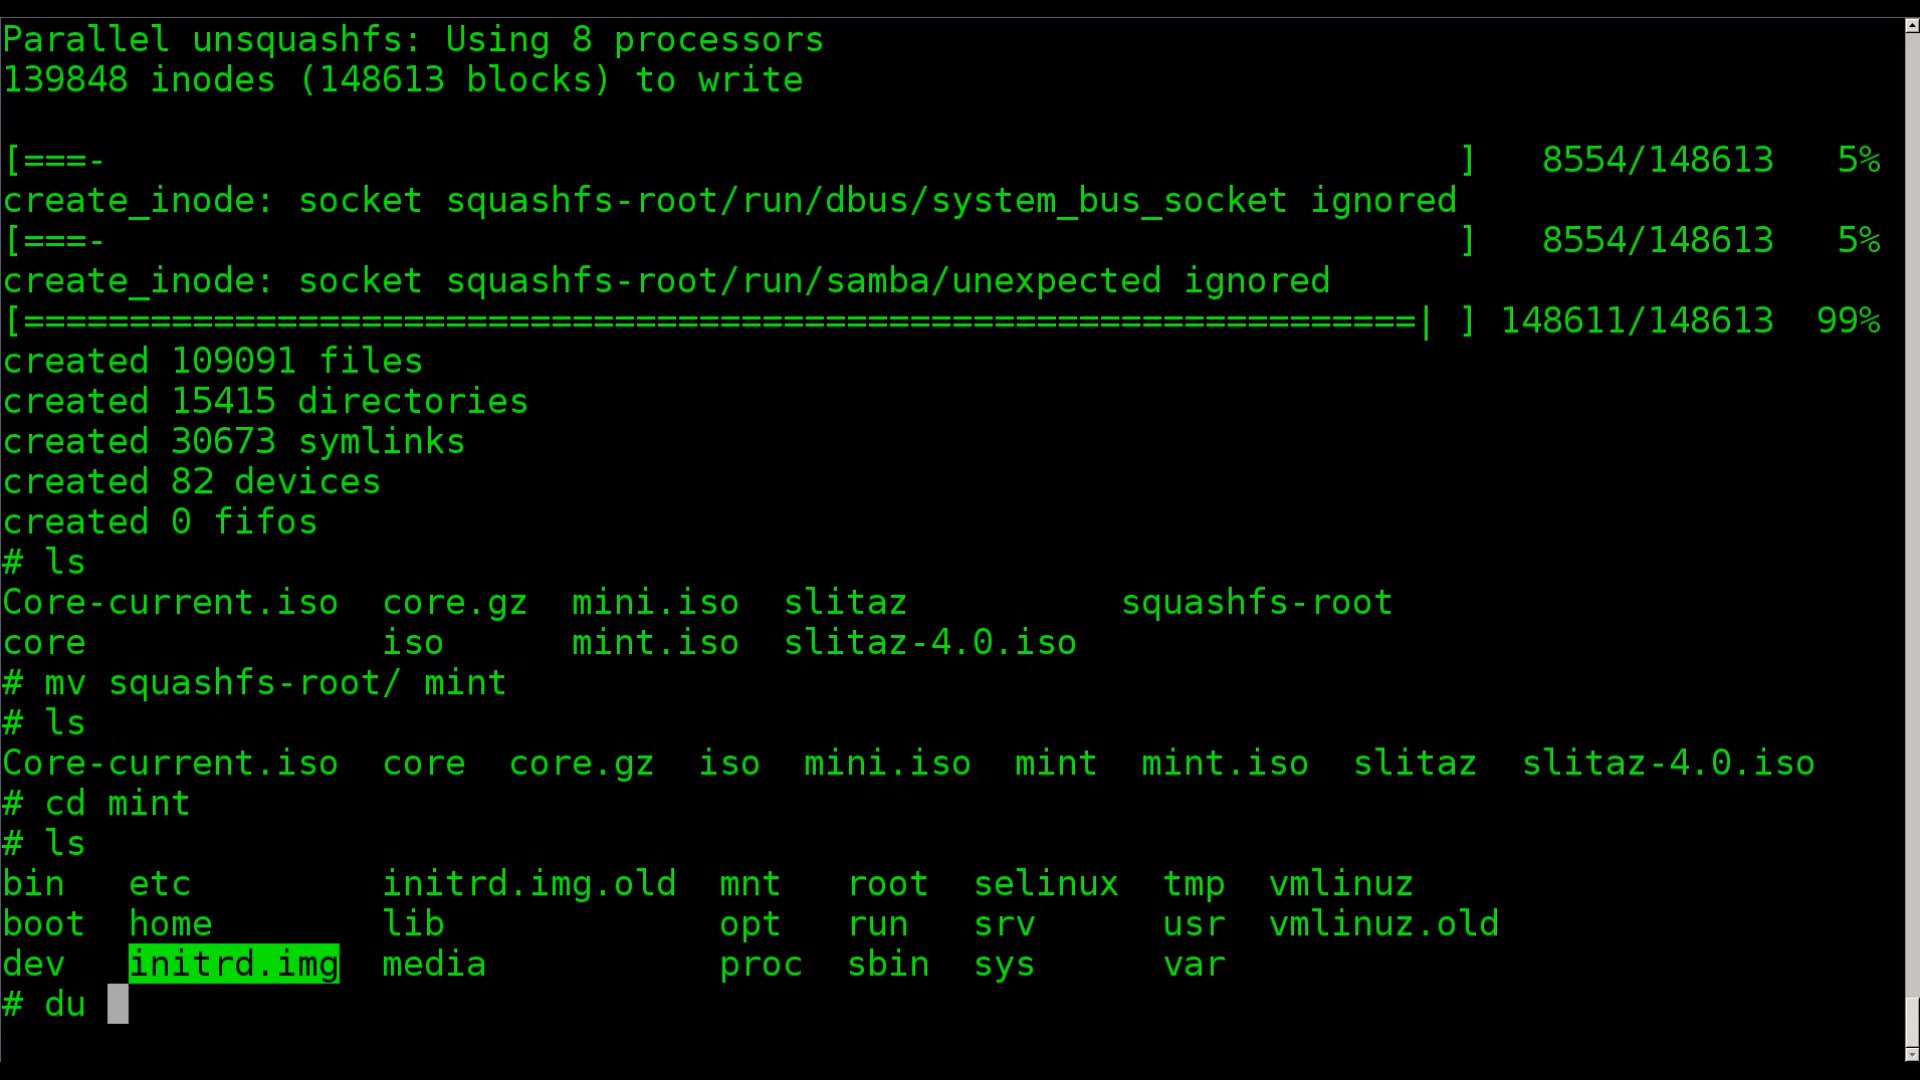 Parallel unsquashfs: Using 8 processors
139848 inodes (148613 blocks) to write
[===- ] 8554/148613 5%
create_inode: socket squashfs-root/run/dbus/system_bus_socket ignored
[===- ] 8554/148613 5%
create_inode: socket squashfs-root/run/samba/unexpected ignored
[==================================================================| ] 148611/148613 99%
created 109091 files
created 15415 directories
created 30673 symlinks
created 82 devices
created 0 fifos
# ls
Core-current.iso core.gz mini.iso slitaz squashfs-root
core iso mint.iso slitaz-4.0.iso
# mv squashfs-root/ mint
# ls
Core-current.iso core core.gz iso mini.iso mint mint.iso slitaz slitaz-4.0.iso
# cd mint
# ls
bin etc initrd.img.old mnt root selinux tmp vmlinuz
boot home lib opt run srv usr vmlinuz.old
dev initrd.img media proc sbin sys var
# du